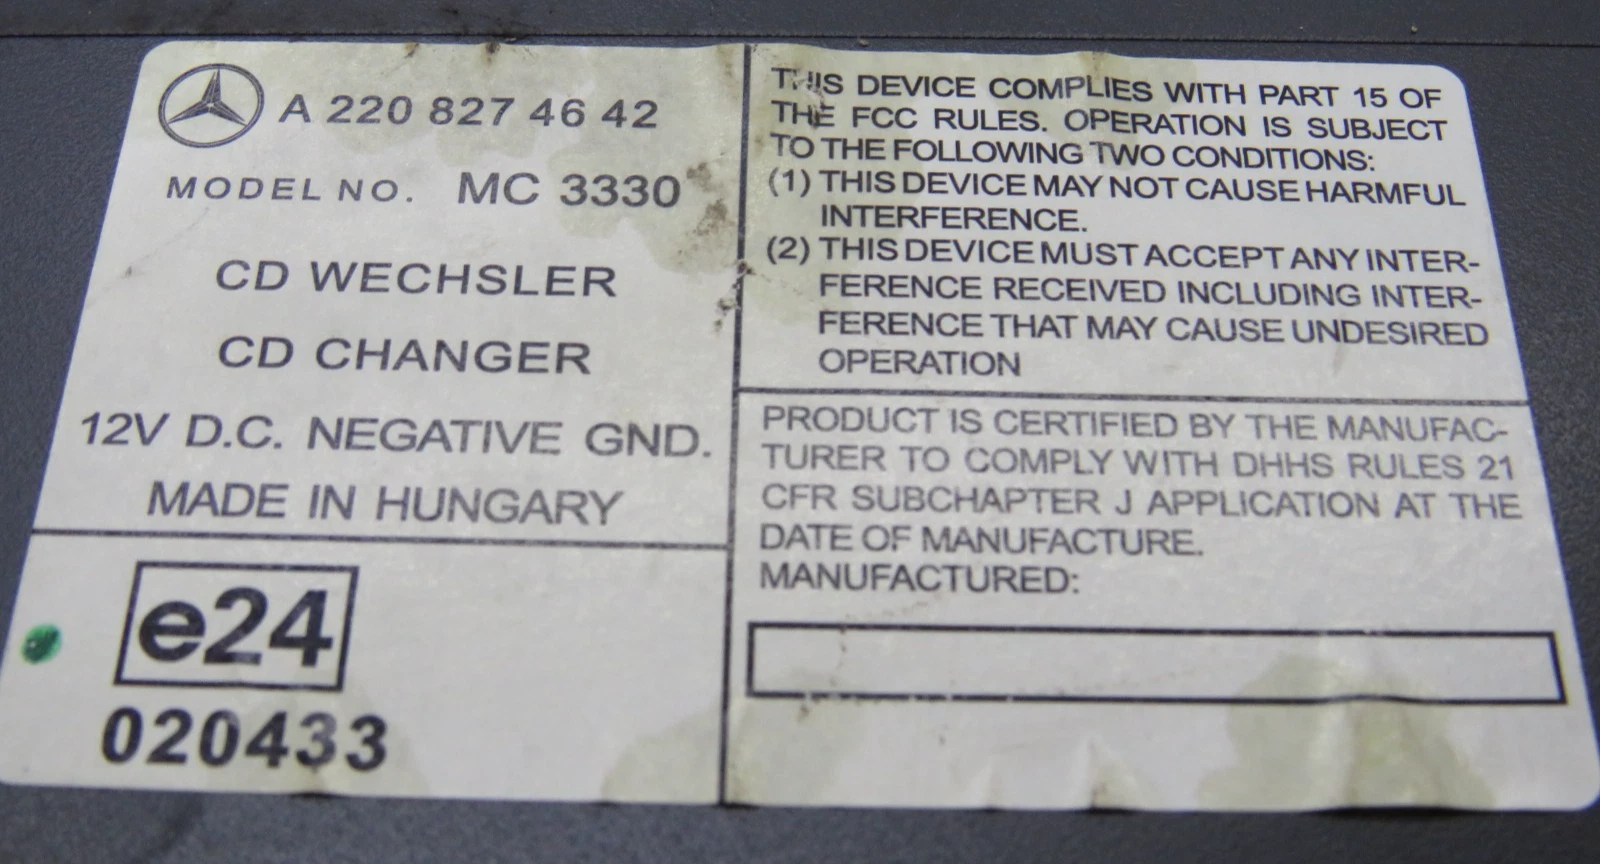 A 220 827 46 42
MODEL NO. MC 3330
CD WECHSLER
CD CHANGER
12V D.C. NEGATIVE GND.
MADE IN HUNGARY
e24
020433
THIS DEVICE COMPLIES WITH PART 15 OF
THE FCC RULES. OPERATION IS SUBJECT
TO THE FOLLOWING TWO CONDITIONS:
(1) THIS DEVICE MAY NOT CAUSE HARMFUL
INTERFERENCE.
(2) THIS DEVICE MUST ACCEPT ANY INTER-
FERENCE RECEIVED INCLUDING INTER-
FERENCE THAT MAY CAUSE UNDESIRED
OPERATION
PRODUCT IS CERTIFIED BY THE MANUFAC-
TURER TO COMPLY WITH DHHS RULES 21
CFR SUBCHAPTER J APPLICATION AT THE
DATE OF MANUFACTURE.
MANUFACTURED: